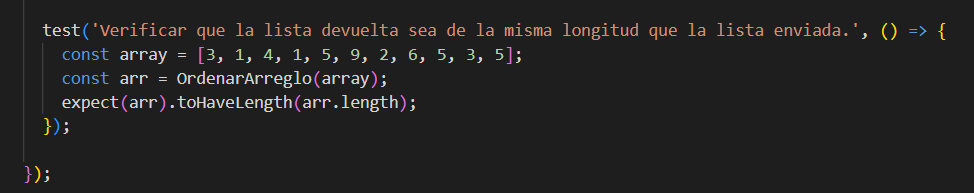 test('Verificar que la lista devuelta sea de la misma longitud que la lista enviada.', () => {
const array = [3, 1, 4, 1, 5, 9, 2, 6, 5, 3, 5];
const arr = OrdenarArreglo(array);
expect(arr).toHaveLength(arr.length);
});
});